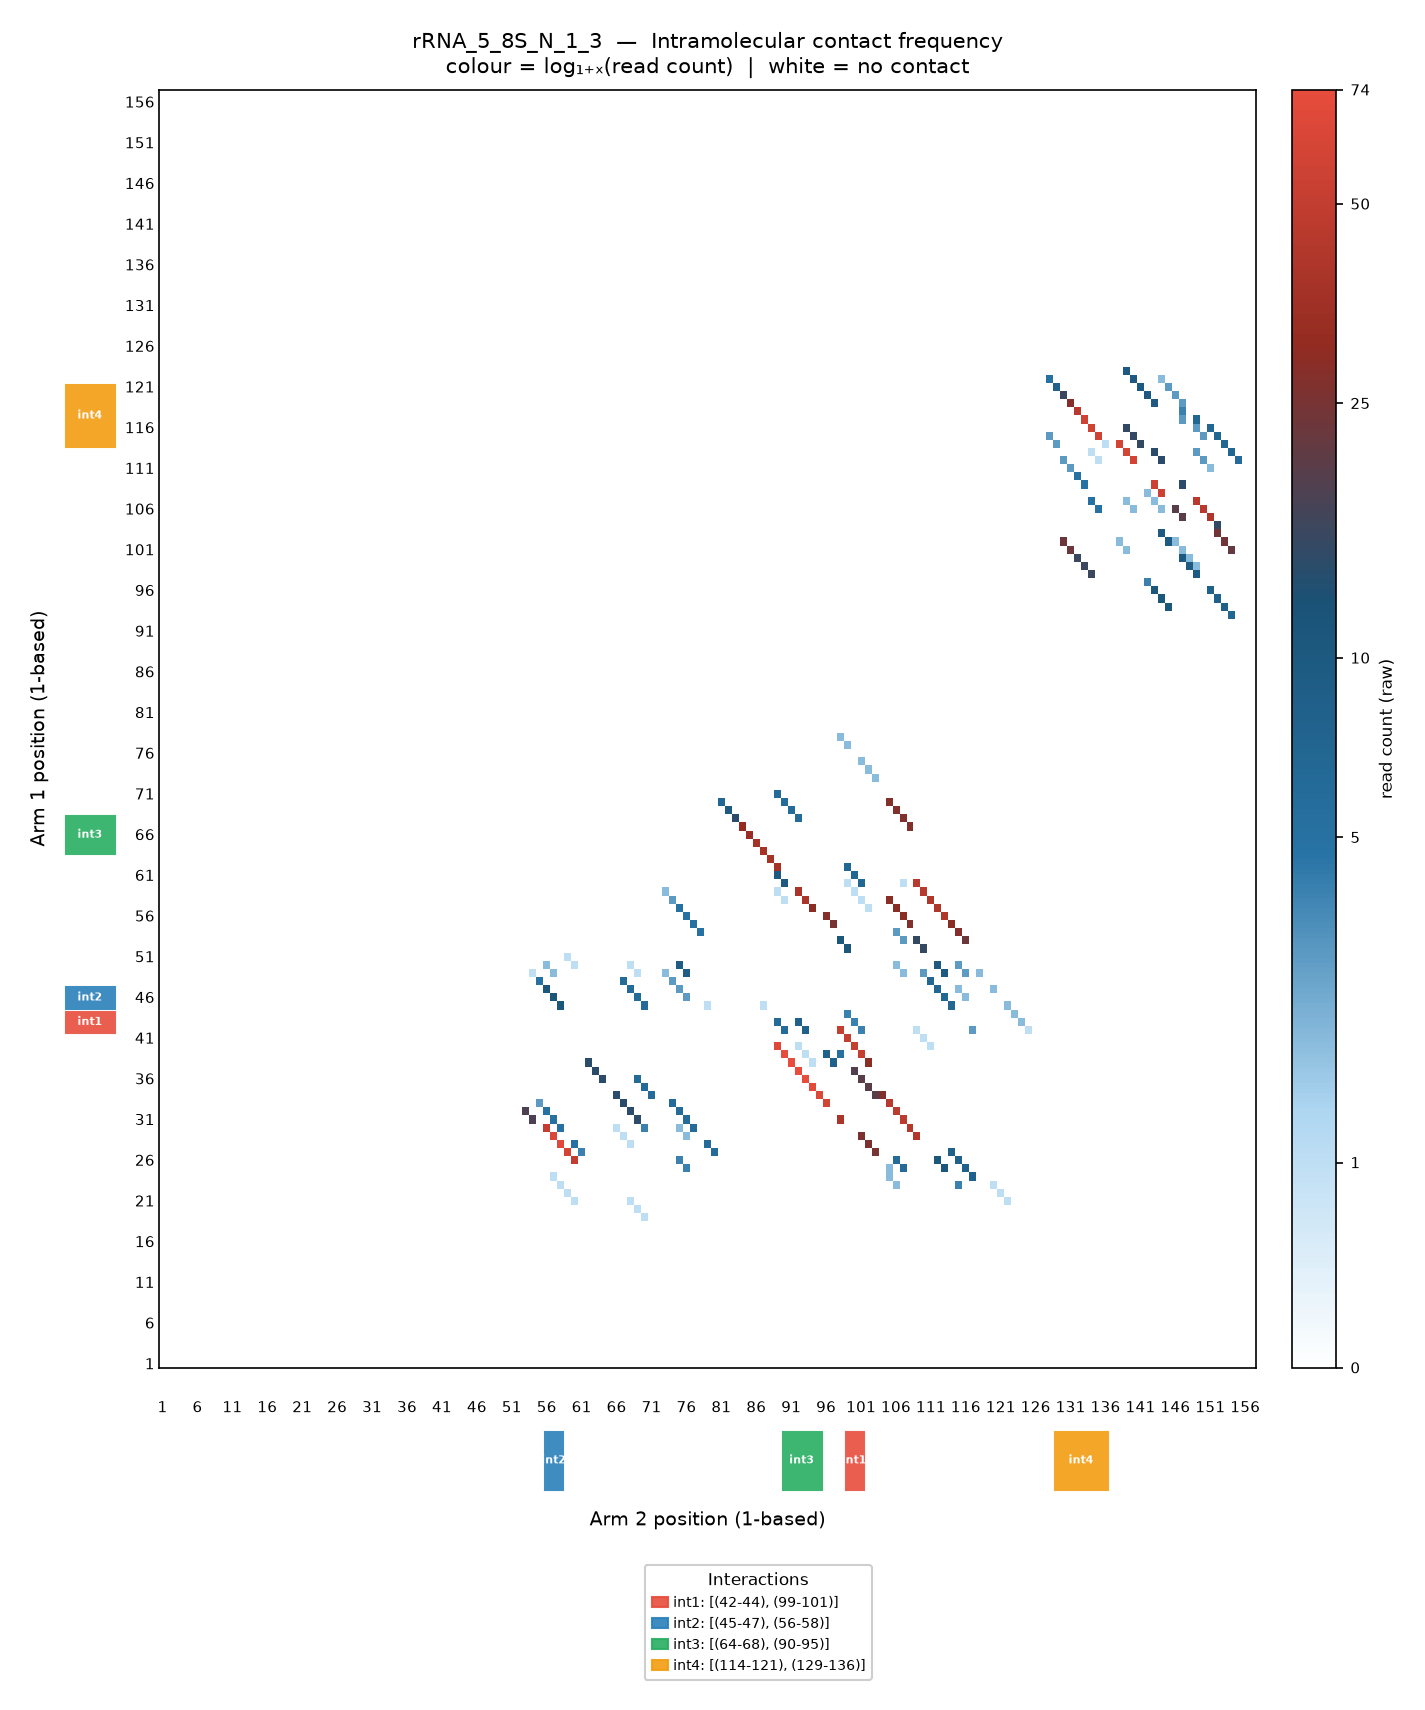 rRNA_5_8S_N_1_3 — Intramolecular contact frequency
colour = log₁₊ₓ(read count) | white = no contact
156
151
146
141
136
131
126
121
116
111
106
101
96
91
86
81
76
71
66
61
56
51
46
41
36
31
26
21
16
11
6
1
Arm 1 position (1-based)
int4
int3
int2
int1
1 6 11 16 21 26 31 36 41 46 51 56 61 66 71 76 81 86 91 96 101 106 111 116 121 126 131 136 141 146 151 156
nt2 int3 nt1 int4
Arm 2 position (1-based)
74
50
25
10
5
1
0
read count (raw)
Interactions
int1: [(42-44), (99-101)]
int2: [(45-47), (56-58)]
int3: [(64-68), (90-95)]
int4: [(114-121), (129-136)]